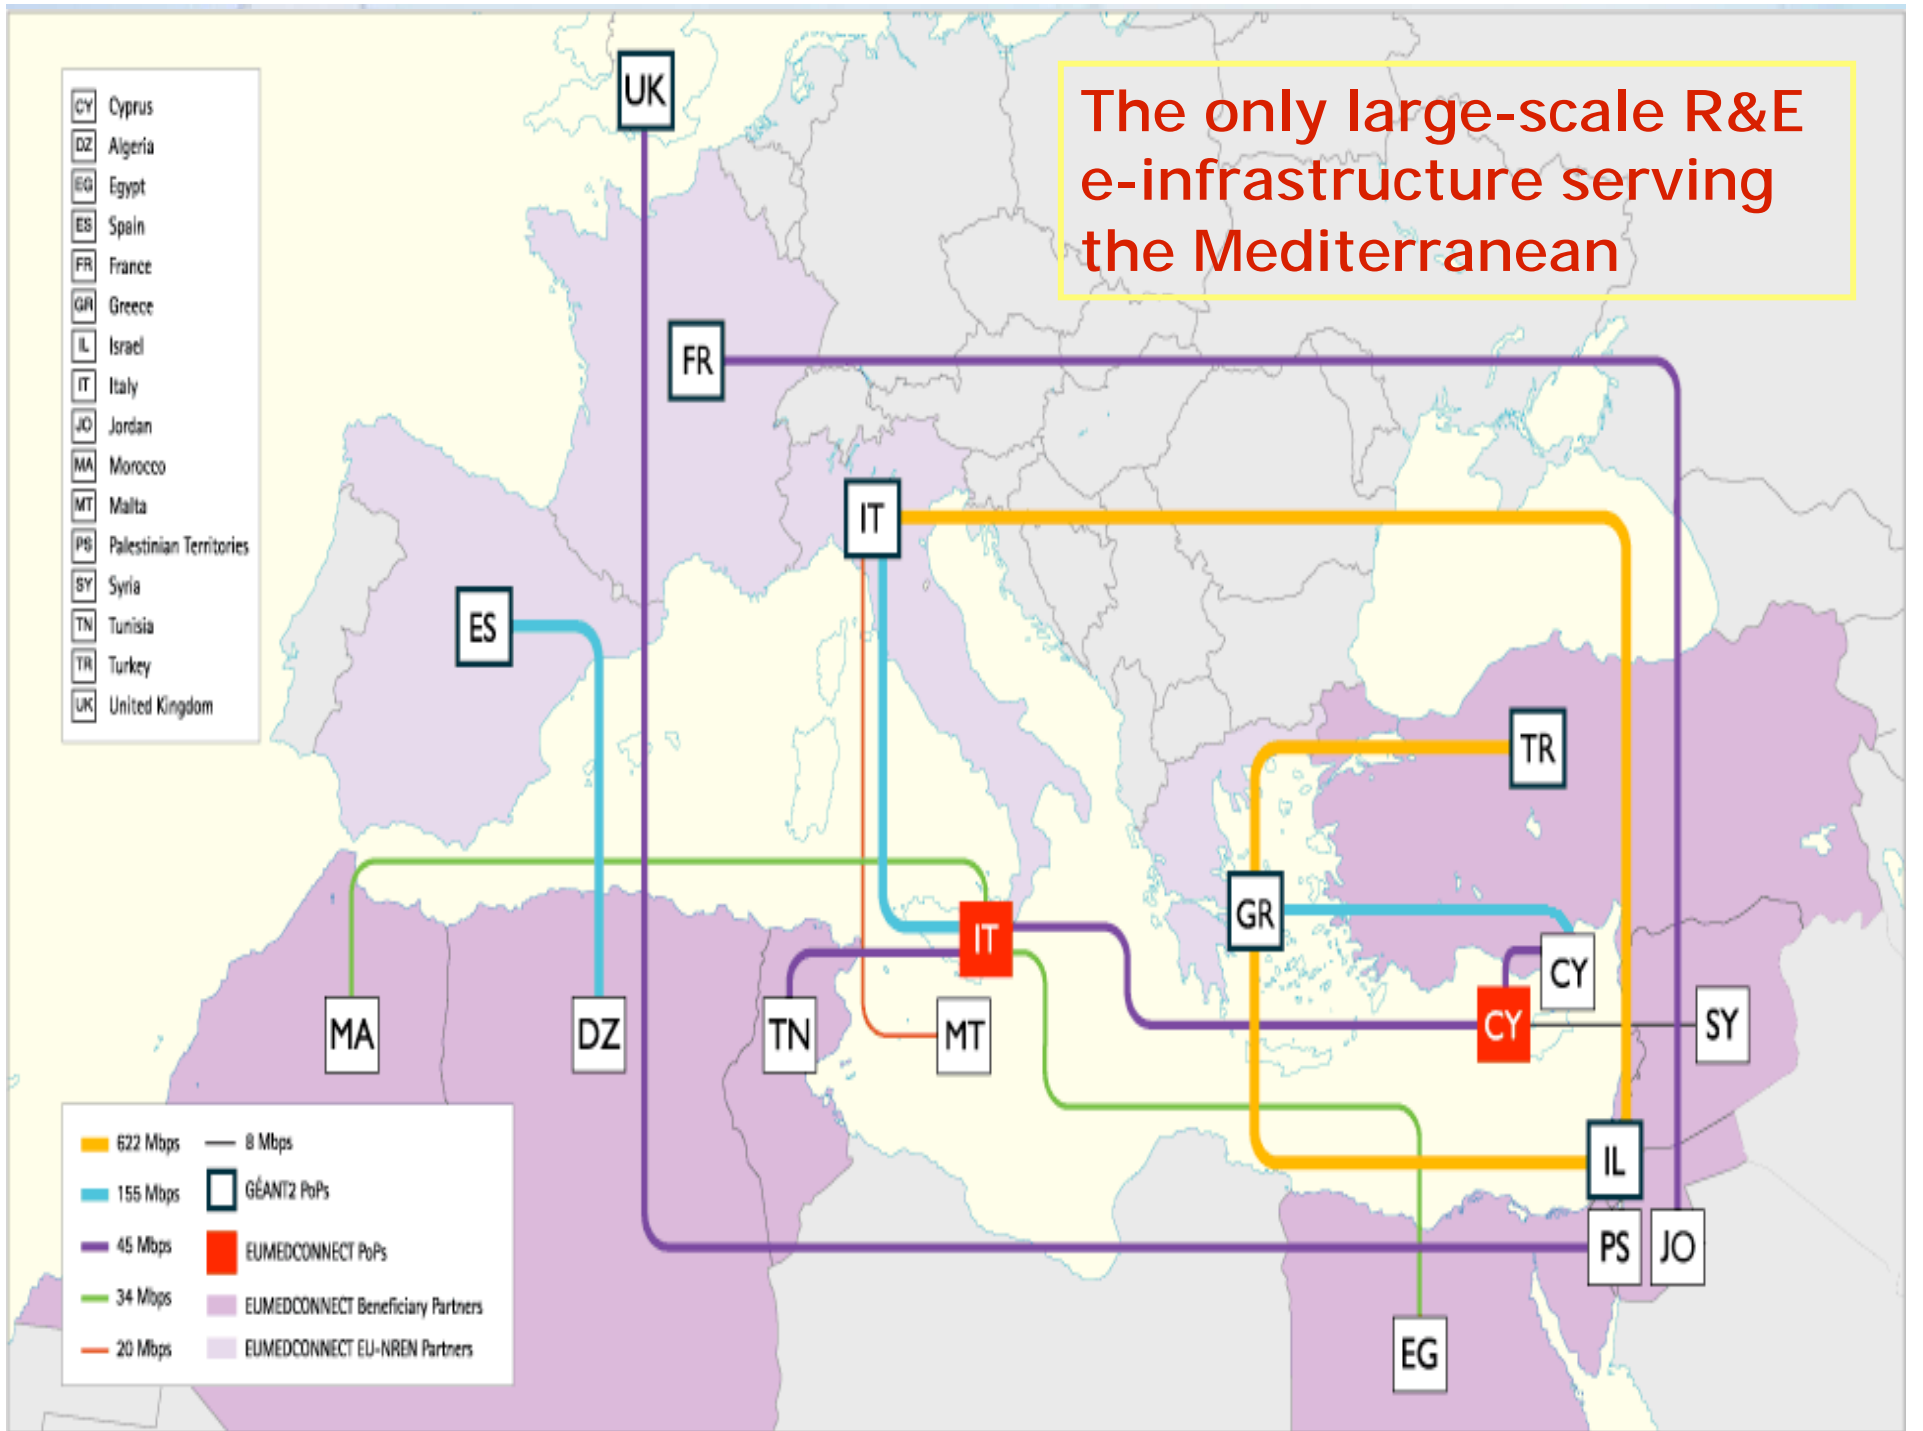 The only large-scale R&E
e-infrastructure serving
the Mediterranean
CY Cyprus
DZ Algeria
EG Egypt
ES Spain
FR France
GR Greece
IL Israel
IT Italy
JO Jordan
MA Morocco
MT Malta
PS Palestinian Territories
SY Syria
TN Tunisia
TR Turkey
UK United Kingdom
UK
FR
IT
ES
TR
GR
IT
CY
MA
DZ
TN
MT
CY
SY
IL
PS
JO
EG
622 Mbps
155 Mbps
45 Mbps
34 Mbps
20 Mbps
8 Mbps
GÉANT2 PoPs
EUMEDCONNECT PoPs
EUMEDCONNECT Beneficiary Partners
EUMEDCONNECT EU-NREN Partners